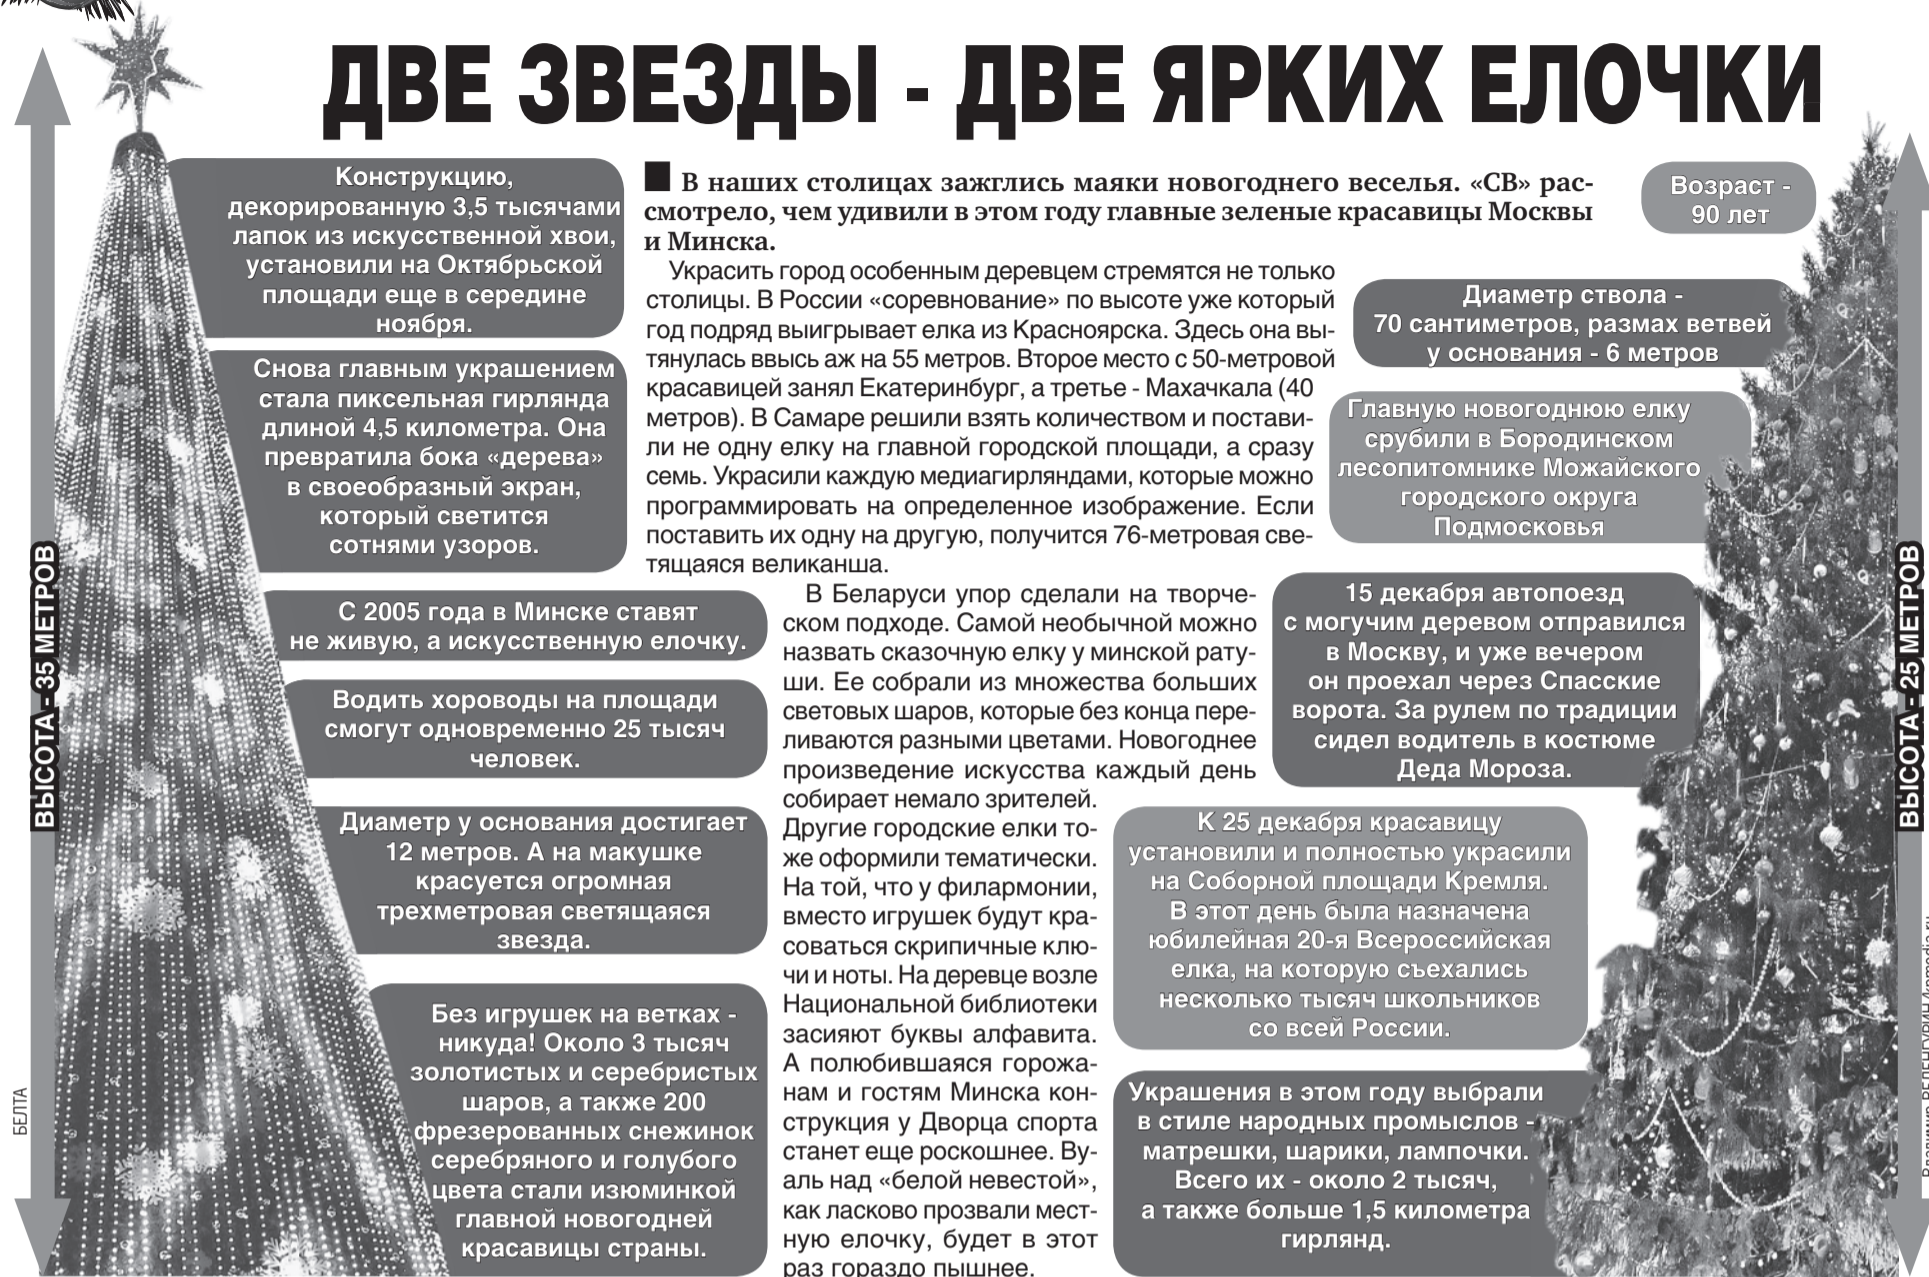 ДВЕ ЗВЕЗДЫ - ДВЕ ЯРКИХ ЕЛОЧКИ
ВЫСОТА - 35 МЕТРОВ
БЕЛТА
Конструкцию,
декорированную 3,5 тысячами
лапок из искусственной хвои,
установили на Октябрьской
площади еще в середине
ноября.
Снова главным украшением
стала пиксельная гирлянда
длиной 4,5 километра. Она
превратила бока «дерева»
в своеобразный экран,
который светится
сотнями узоров.
С 2005 года в Минске ставят
не живую, а искусственную елочку.
Водить хороводы на площади
смогут одновременно 25 тысяч
человек.
Диаметр у основания достигает
12 метров. А на макушке
красуется огромная
трехметровая светящаяся
звезда.
Без игрушек на ветках -
никуда! Около 3 тысяч
золотистых и серебристых
шаров, а также 200
фрезерованных снежинок
серебряного и голубого
цвета стали изюминкой
главной новогодней
красавицы страны.
В наших столицах зажглись маяки новогоднего веселья. «СВ» рас-
смотрело, чем удивили в этом году главные зеленые красавицы Москвы
и Минска.
Украсить город особенным деревцем стремятся не только
столицы. В России «соревнование» по высоте уже который
год подряд выигрывает елка из Красноярска. Здесь она вы-
тянулась ввысь аж на 55 метров. Второе место с 50-метровой
красавицей занял Екатеринбург, а третье - Махачкала (40
метров). В Самаре решили взять количеством и постави-
ли не одну елку на главной городской площади, а сразу
семь. Украсили каждую медиагирляндами, которые можно
программировать на определенное изображение. Если
поставить их одну на другую, получится 76-метровая све-
тящаяся великанша.
В Беларуси упор сделали на творче-
ском подходе. Самой необычной можно
назвать сказочную елку у минской рату-
ши. Ее собрали из множества больших
световых шаров, которые без конца пере-
ливаются разными цветами. Новогоднее
произведение искусства каждый день
собирает немало зрителей.
Другие городские елки то-
же оформили тематически.
На той, что у филармонии,
вместо игрушек будут кра-
соваться скрипичные клю-
чи и ноты. На деревце возле
Национальной библиотеки
засияют буквы алфавита.
А полюбившаяся горожа-
нам и гостям Минска кон-
струкция у Дворца спорта
станет еще роскошнее. Ву-
аль над «белой невестой»,
как ласково прозвали мест-
ную елочку, будет в этот
раз гораздо пышнее.
Возраст -
90 лет
Диаметр ствола -
70 сантиметров, размах ветвей
у основания - 6 метров
Главную новогоднюю елку
срубили в Бородинском
лесопитомнике Можайского
городского округа
Подмосковья
15 декабря автопоезд
с могучим деревом отправился
в Москву, и уже вечером
он проехал через Спасские
ворота. За рулем по традиции
сидел водитель в костюме
Деда Мороза.
К 25 декабря красавицу
установили и полностью украсили
на Соборной площади Кремля.
В этот день была назначена
юбилейная 20-я Всероссийская
елка, на которую съехались
несколько тысяч школьников
со всей России.
Украшения в этом году выбрали
в стиле народных промыслов -
матрешки, шарики, лампочки.
Всего их - около 2 тысяч,
а также больше 1,5 километра
гирлянд.
ВЫСОТА - 25 МЕТРОВ